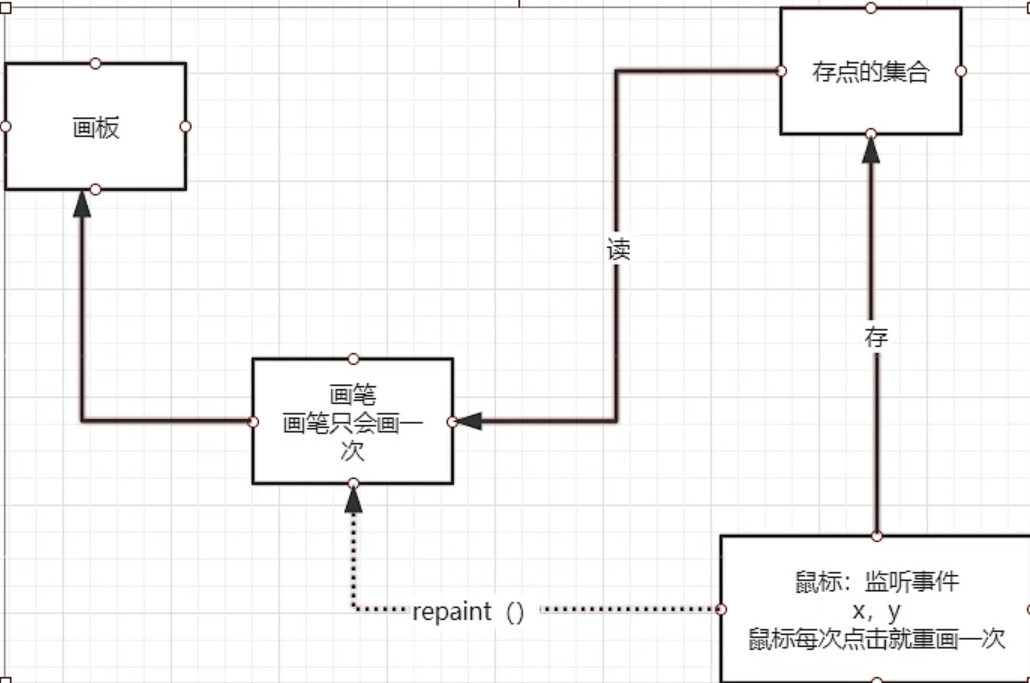 存点的集合
画板
读
存
画笔
画笔只会画一
次
鼠标：监听事件
x，y
鼠标每次点击就重画一次
repaint（）